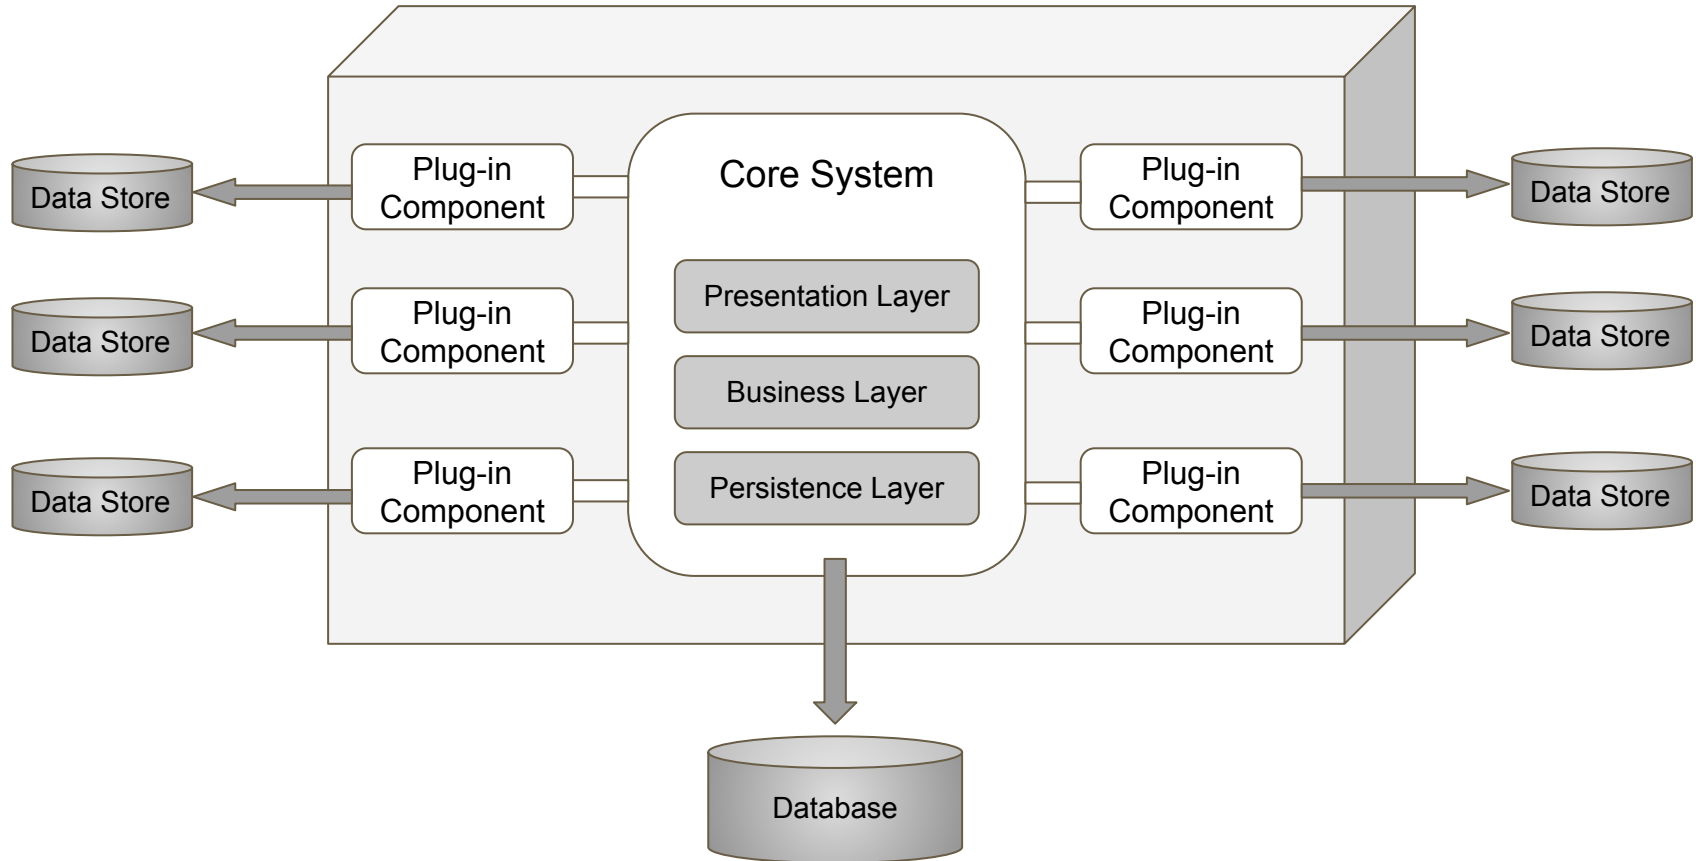 Core System
Presentation Layer
Business Layer
Persistence Layer
Plug-in
Component
Plug-in
Component
Plug-in
Component
Plug-in
Component
Plug-in
Component
Plug-in
Component
Data Store
Data Store
Data Store
Data Store
Data Store
Data Store
Database